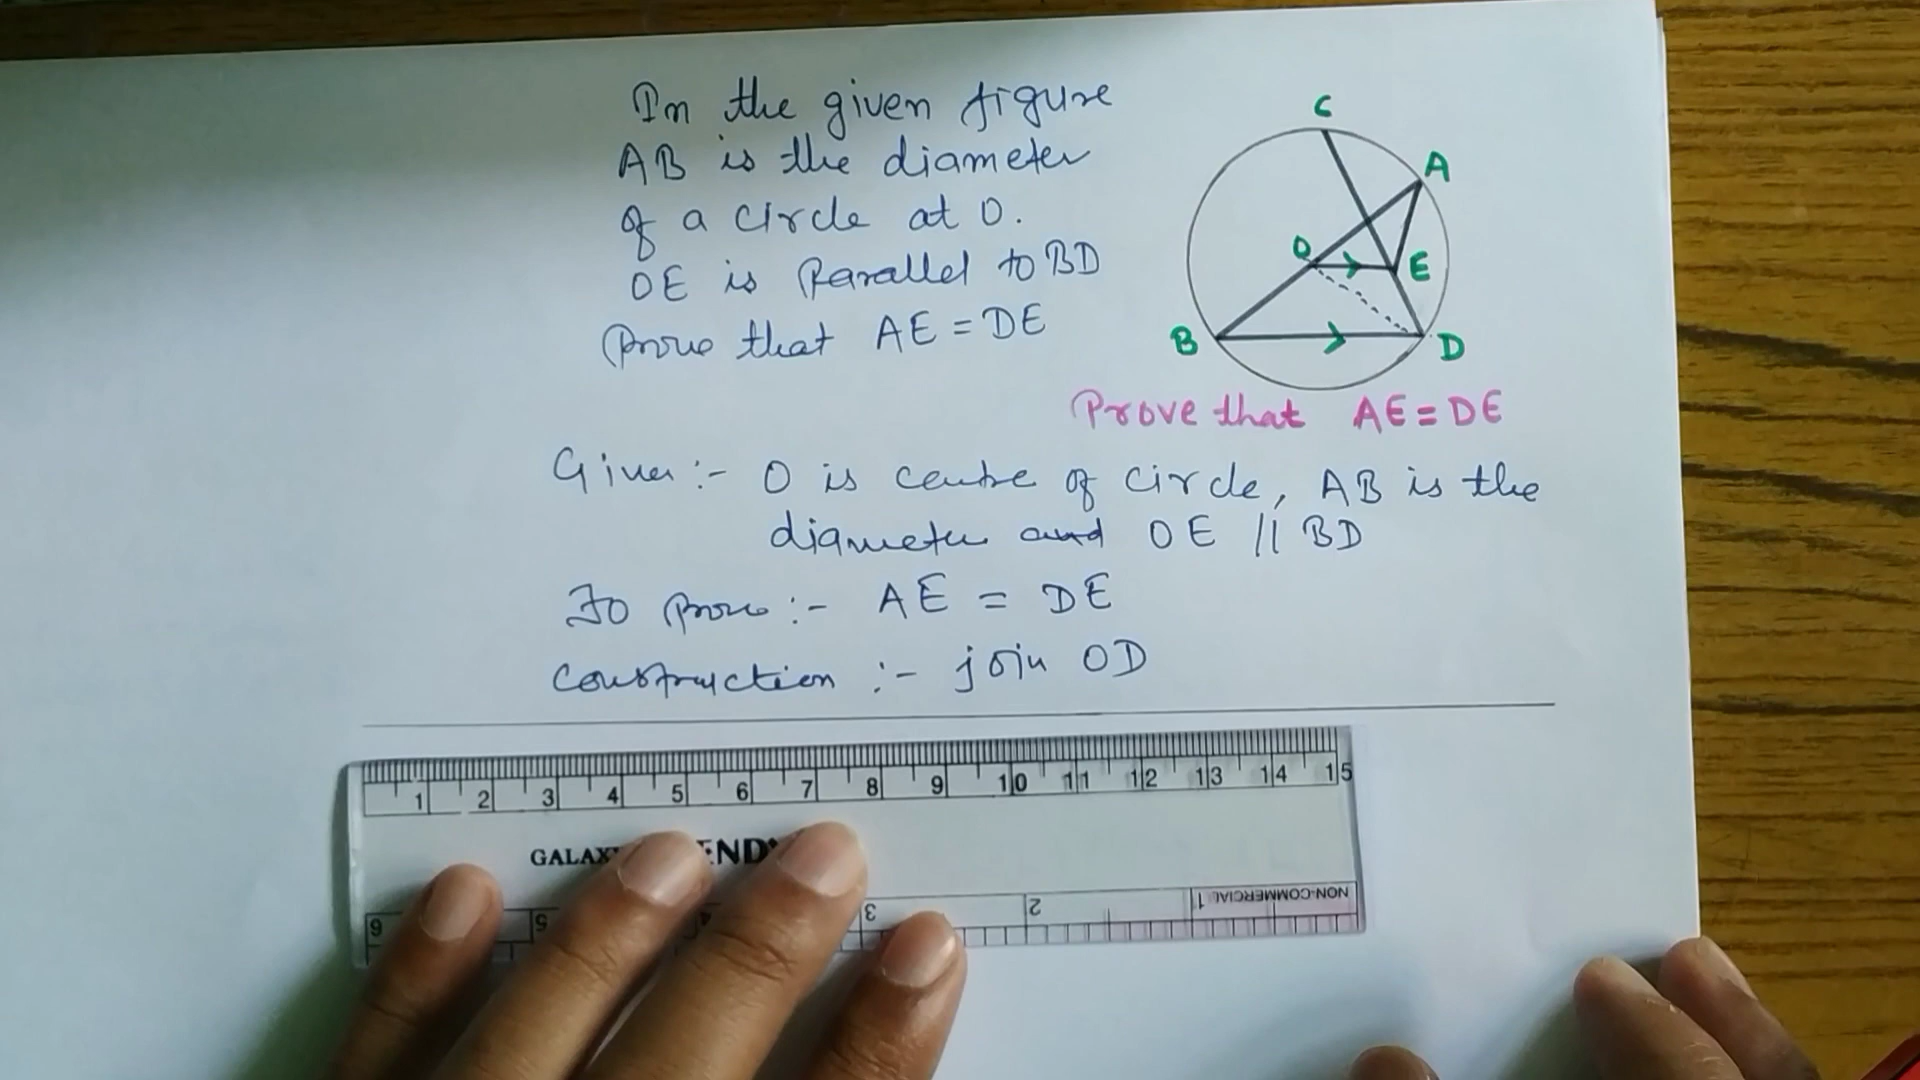 In the given figure
AB is the diameter
of a circle at O.
OE is Parallel to BD
Prove that AE = DE
C
A
O
E
B
D
Prove that AE = DE
Given :- O is centre of circle, AB is the
diameter and OE || BD
To prove :- AE = DE
Construction :- join OD
1 2 3 4 5 6 7 8 9 10 11 12 13 14 15
GALAX
END
6 5 4 3 2 1 NON-COMMERCIAL